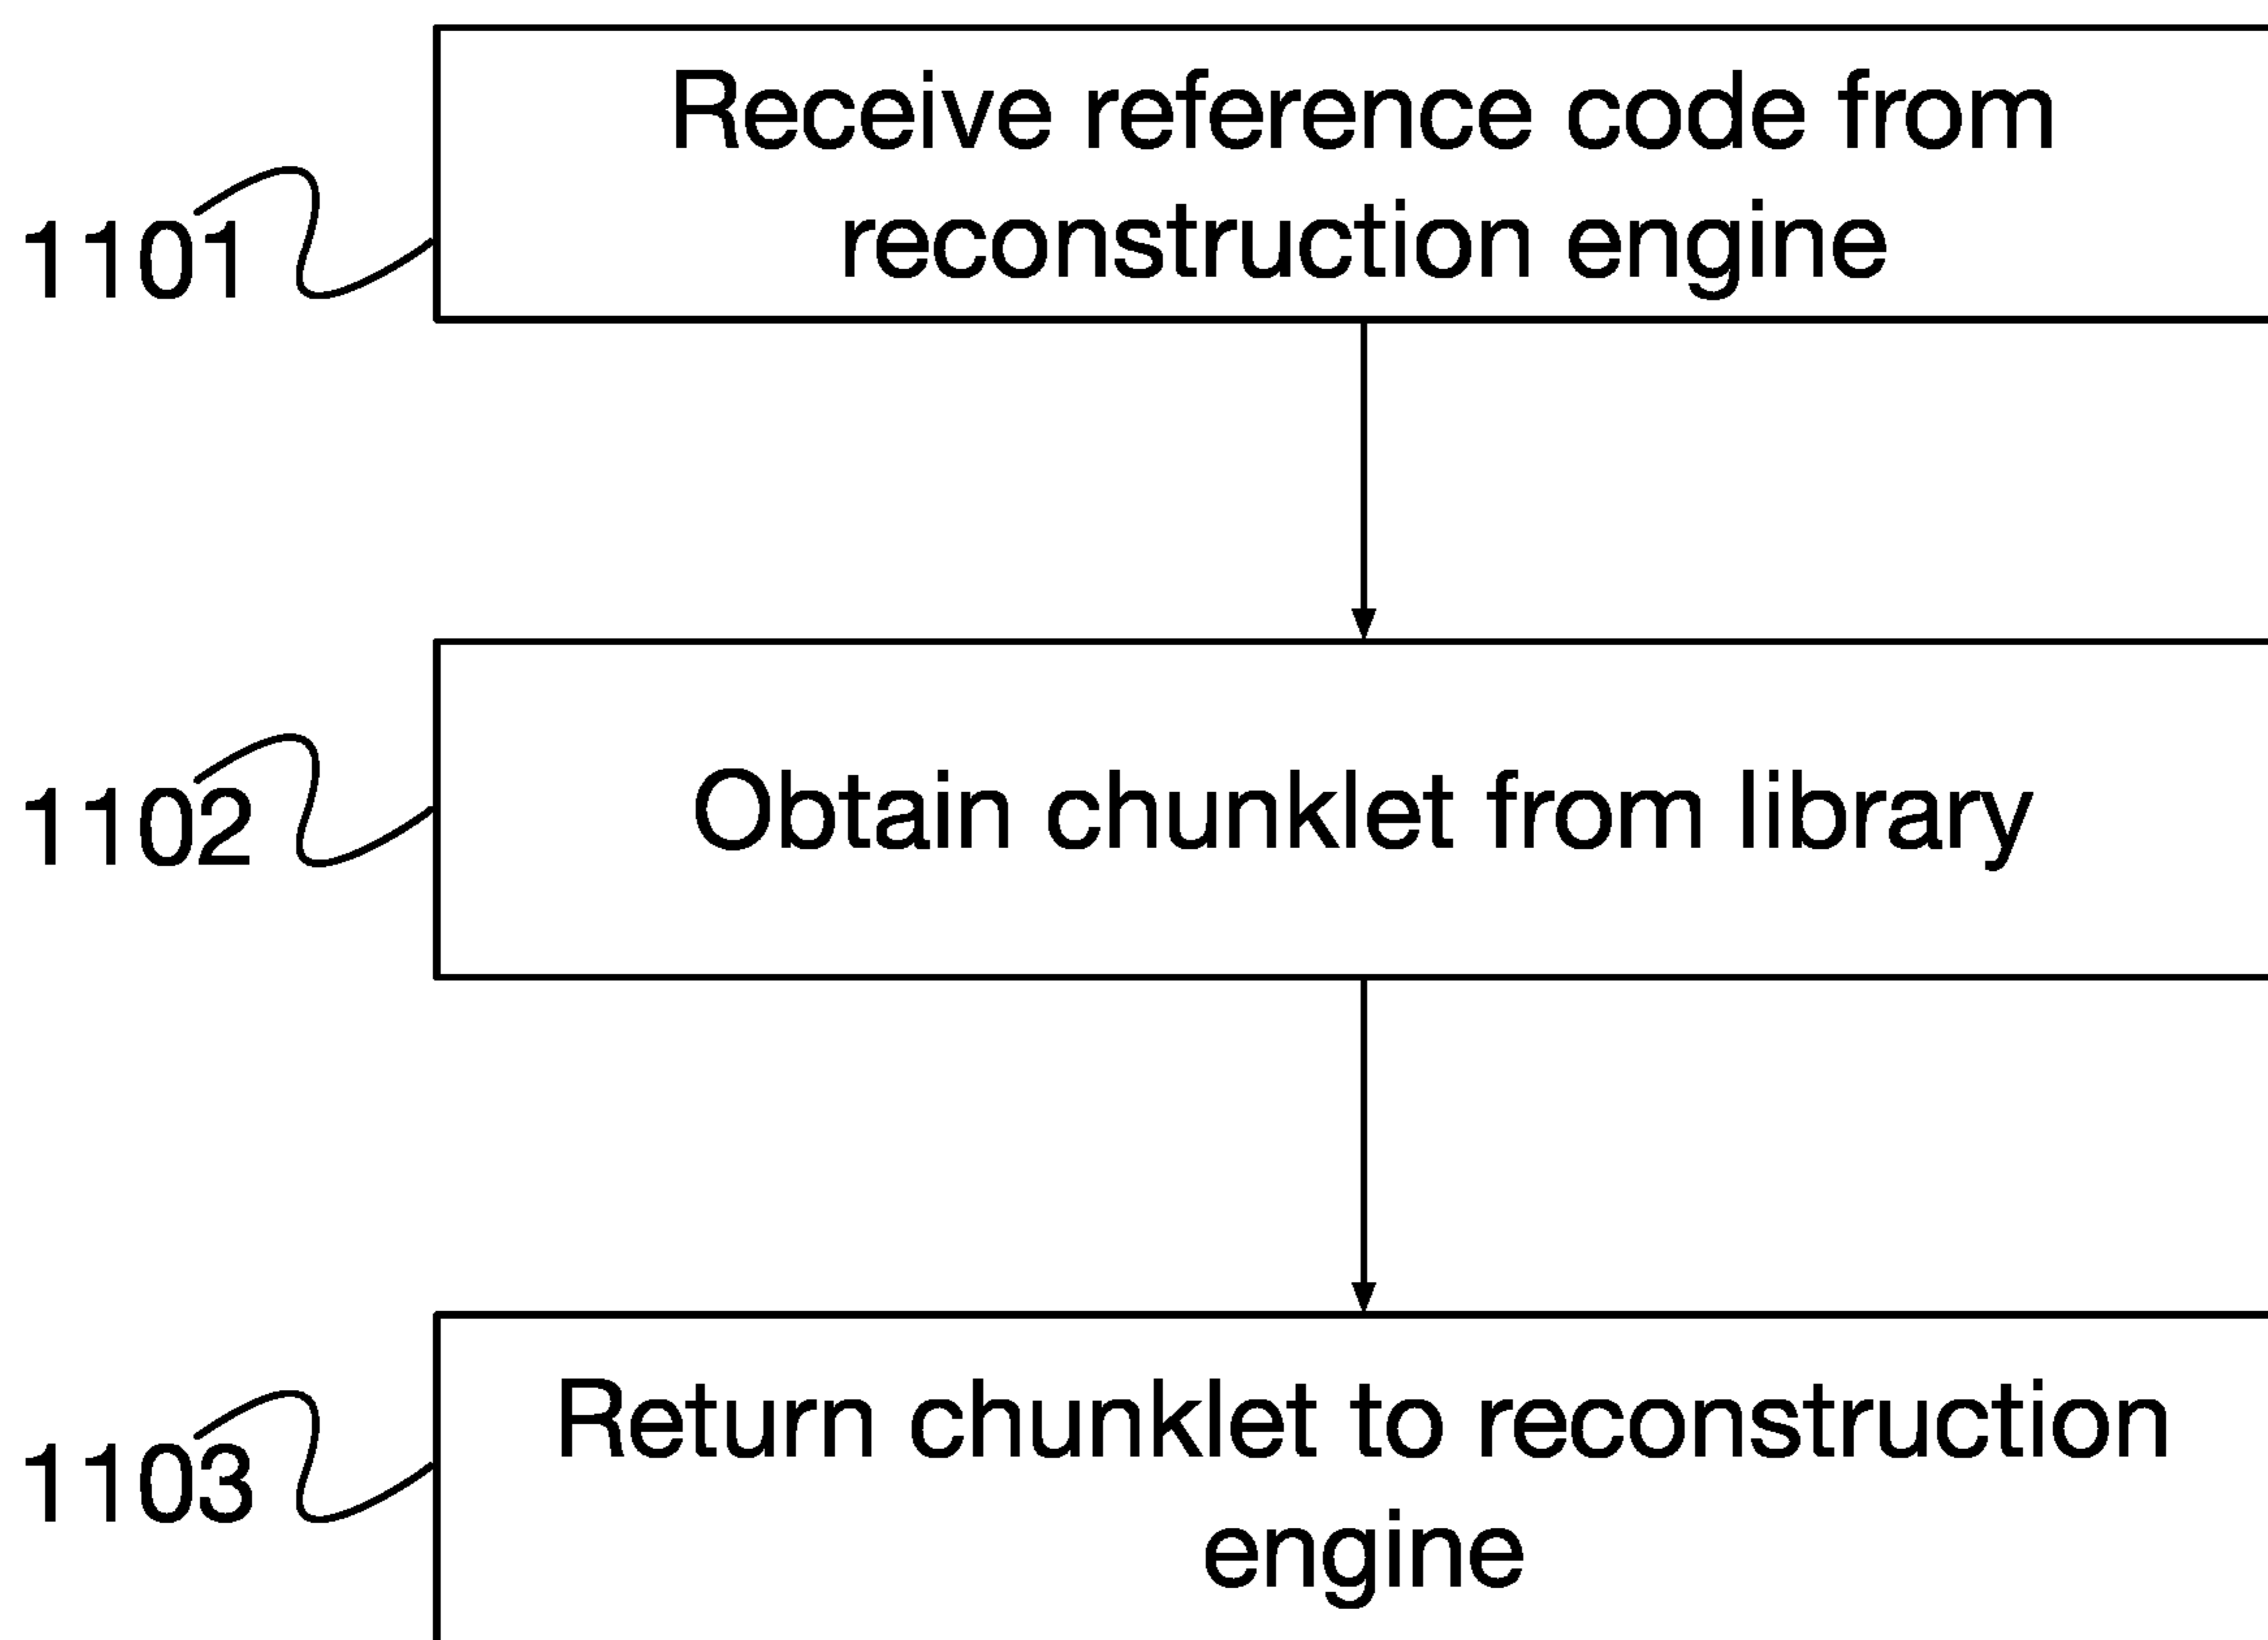 Receive reference code from
reconstruction engine
1101
Obtain chunklet from library
1102
Return chunklet to reconstruction
engine
1103